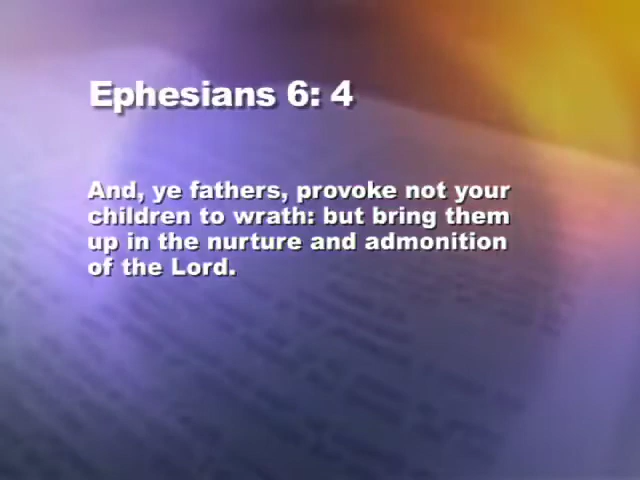 Ephesians 6: 4
And, ye fathers, provoke not your
children to wrath: but bring them
up in the nurture and admonition
of the Lord.